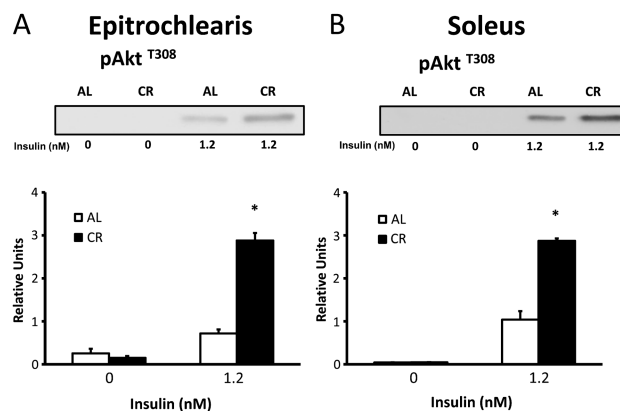 A Epitrochlearis
pAkt T308
AL CR AL CR
Insulin (nM) 0 0 1.2 1.2
4
3
2
1
0
Relative Units
AL
CR
*
0 1.2
Insulin (nM)
B Soleus
pAkt T308
AL CR AL CR
Insulin (nM) 0 0 1.2 1.2
4
3
2
1
0
Relative Units
AL
CR
*
0 1.2
Insulin (nM)